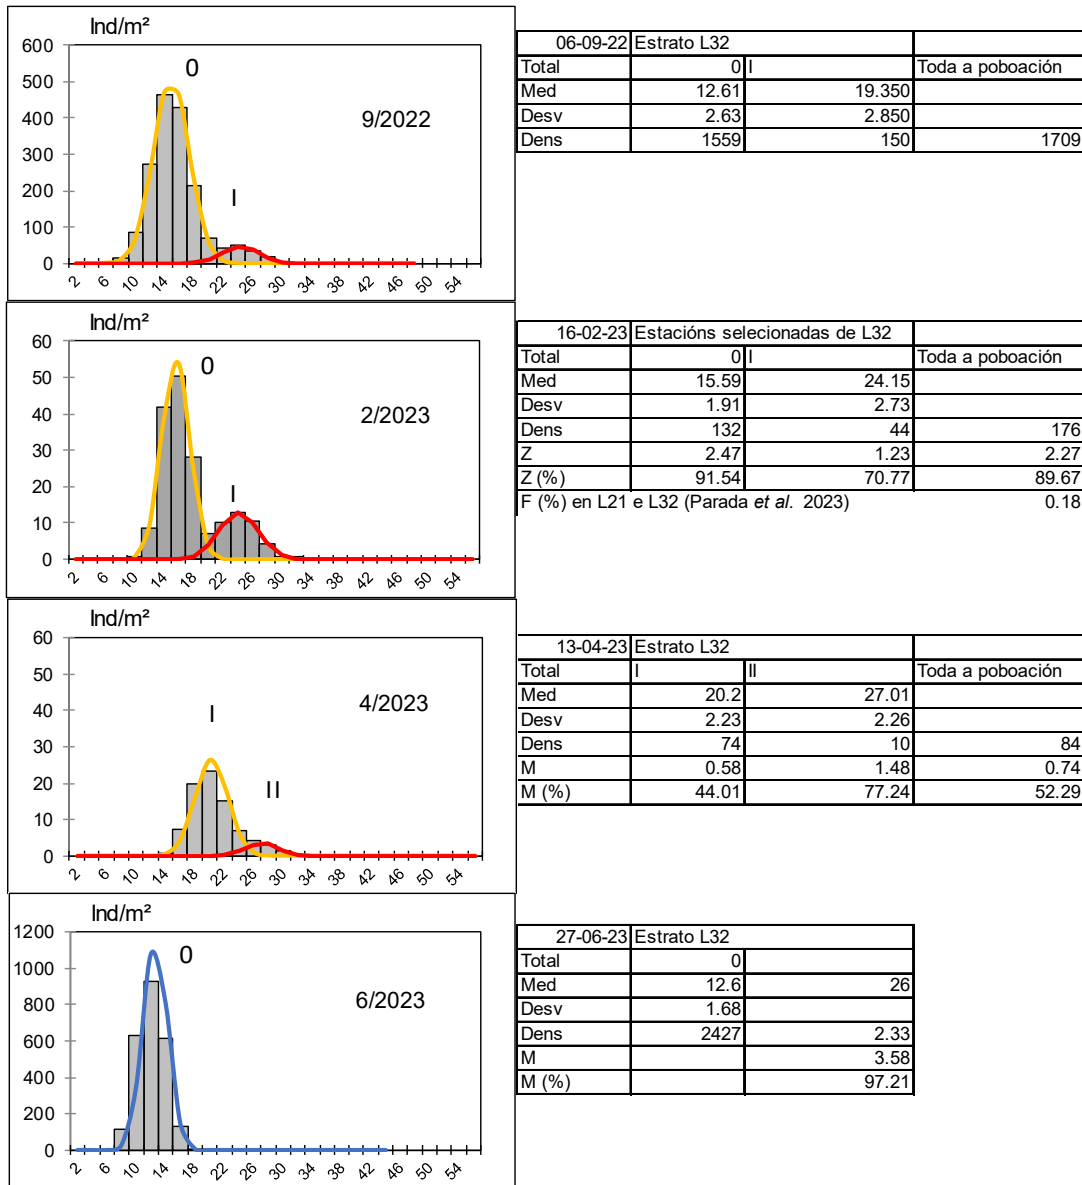 Ind/m²
600
500
400
300
200
100
0
0
I
9/2022
2 6 10 14 18 22 26 30 34 38 42 46 50 54
06-09-22 Estrato L32
Total 0 I Toda a poboación
Med 12.61 19.350
Desv 2.63 2.850
Dens 1559 150 1709
Ind/m²
60
50
40
30
20
10
0
0
I
2/2023
2 6 10 14 18 22 26 30 34 38 42 46 50 54
16-02-23 Estacións selecionadas de L32
Total 0 I Toda a poboación
Med 15.59 24.15
Desv 1.91 2.73
Dens 132 44 176
Z 2.47 1.23 2.27
Z (%) 91.54 70.77 89.67
F (%) en L21 e L32 (Parada et al. 2023) 0.18
Ind/m²
60
50
40
30
20
10
0
I
II
4/2023
2 6 10 14 18 22 26 30 34 38 42 46 50 54
13-04-23 Estrato L32
Total I II Toda a poboación
Med 20.2 27.01
Desv 2.23 2.26
Dens 74 10 84
M 0.58 1.48 0.74
M (%) 44.01 77.24 52.29
Ind/m²
1200
1000
800
600
400
200
0
0
6/2023
2 6 10 14 18 22 26 30 34 38 42 46 50 54
27-06-23 Estrato L32
Total 0
Med 12.6 26
Desv 1.68
Dens 2427 2.33
M 3.58
M (%) 97.21